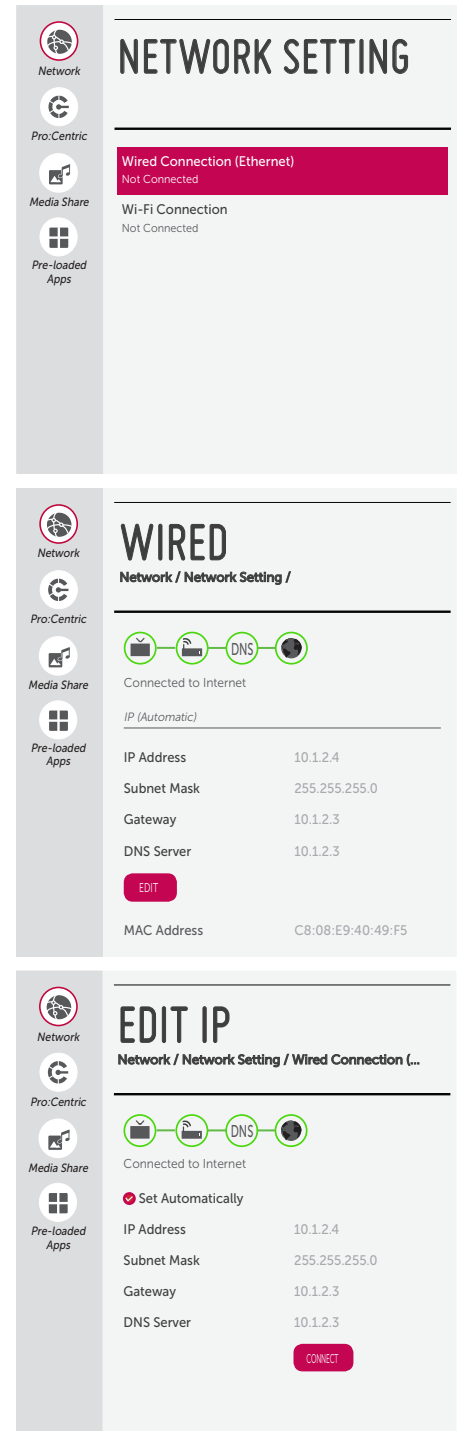 Network
Pro:Centric
Media Share
Pre-loaded
Apps
NETWORK SETTING
Wired Connection (Ethernet)
Not Connected
Wi-Fi Connection
Not Connected
Network
Pro:Centric
Media Share
Pre-loaded
Apps
WIRED
Network / Network Setting /
DNS
Connected to Internet
IP (Automatic)
IP Address 10.1.2.4
Subnet Mask 255.255.255.0
Gateway 10.1.2.3
DNS Server 10.1.2.3
EDIT
MAC Address C8:08:E9:40:49:F5
Network
Pro:Centric
Media Share
Pre-loaded
Apps
EDIT IP
Network / Network Setting / Wired Connection (...
DNS
Connected to Internet
Set Automatically
IP Address 10.1.2.4
Subnet Mask 255.255.255.0
Gateway 10.1.2.3
DNS Server 10.1.2.3
CONNECT